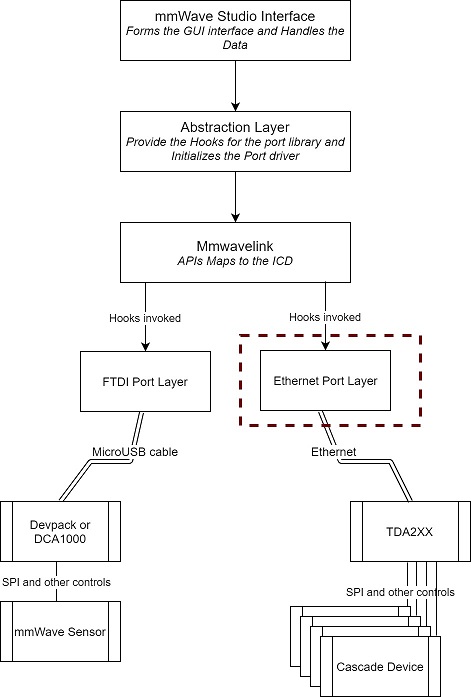 mmWave Studio Interface
Forms the GUI interface and Handles the
Data
Abstraction Layer
Provide the Hooks for the port library and
Initializes the Port driver
Mmwavelink
APIs Maps to the ICD
Hooks invoked
Hooks invoked
FTDI Port Layer
Ethernet Port Layer
MicroUSB cable
Ethernet
Devpack or
DCA1000
TDA2XX
SPI and other controls
SPI and other controls
mmWave Sensor
Cascade Device